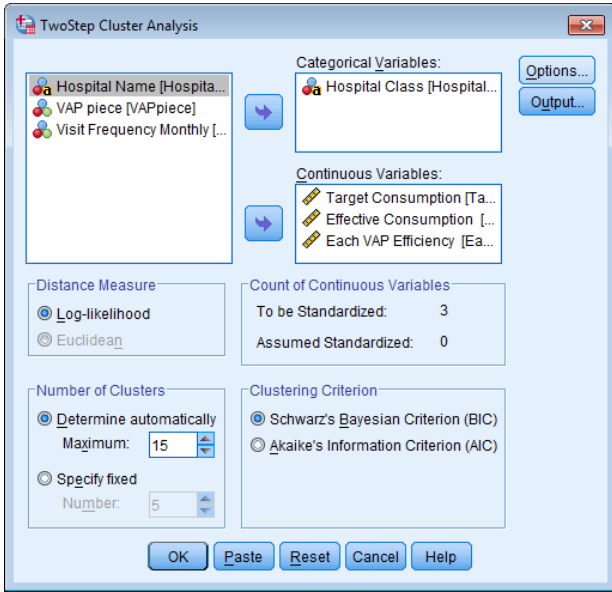 TwoStep Cluster Analysis
Hospital Name [Hospita...
VAP piece [VAPpiece]
Visit Frequency Monthly [...
Categorical Variables:
Hospital Class [Hospital...
Continuous Variables:
Target Consumption [Ta...
Effective Consumption [...
Each VAP Efficiency [Ea...
Options...
Output...
Distance Measure
Log-likelihood
Euclidean
Count of Continuous Variables
To be Standardized: 3
Assumed Standardized: 0
Number of Clusters
Determine automatically
Maximum: 15
Specify fixed
Number: 5
Clustering Criterion
Schwarz's Bayesian Criterion (BIC)
Akaike's Information Criterion (AIC)
OK Paste Reset Cancel Help